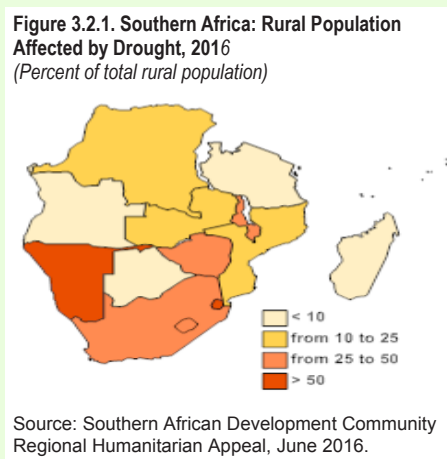 Figure 3.2.1. Southern Africa: Rural Population
Affected by Drought, 2016
(Percent of total rural population)
< 10
from 10 to 25
from 25 to 50
> 50
Source: Southern African Development Community
Regional Humanitarian Appeal, June 2016.